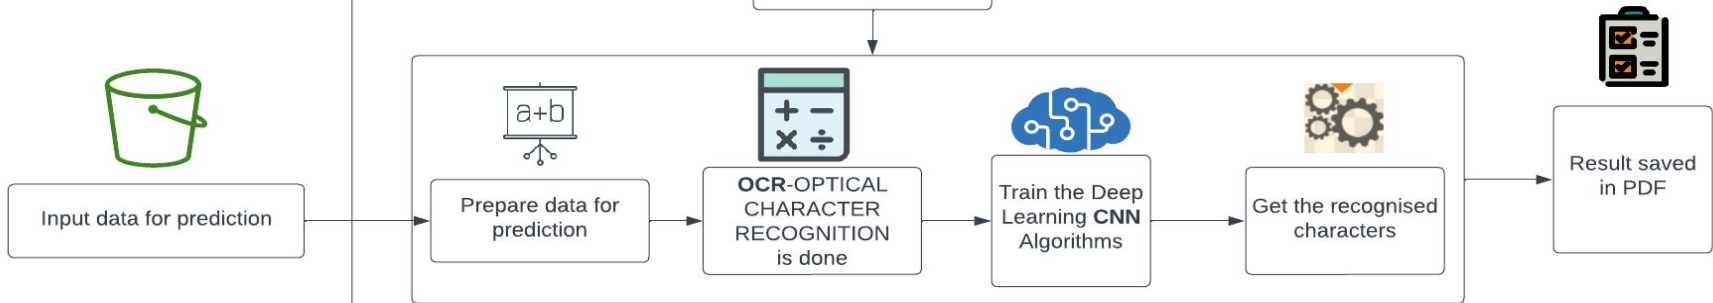 a+b
Input data for prediction
Prepare data for
prediction
OCR-OPTICAL
CHARACTER
RECOGNITION
is done
Train the Deep
Learning CNN
Algorithms
Get the recognised
characters
Result saved
in PDF